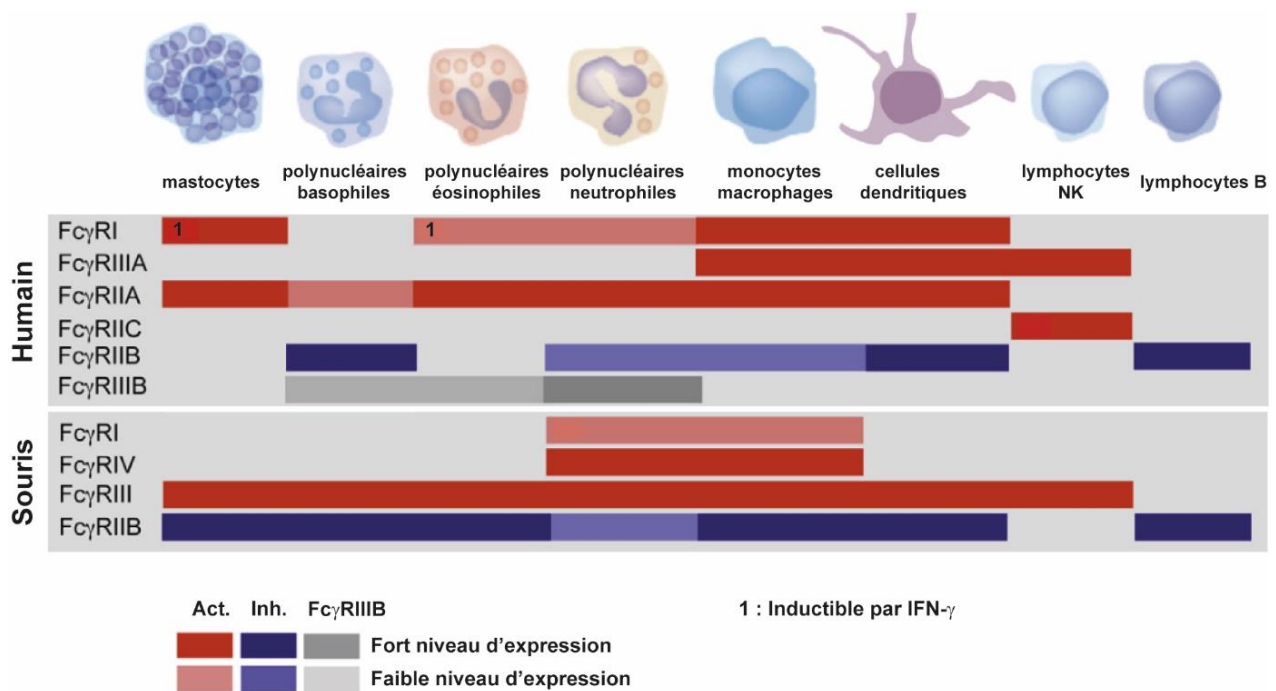 mastocytes
polynucléaires
basophiles
polynucléaires
éosinophiles
polynucléaires
neutrophiles
monocytes
macrophages
cellules
dendritiques
lymphocytes
NK
lymphocytes B
Humain
FcγRI
1
1
FcγRIIIA
FcγRIIA
FcγRIIC
FcγRIIB
FcγRIIIB
Souris
FcγRI
FcγRIV
FcγRIII
FcγRIIB
Act. Inh. FcγRIIIB
1 : Inductible par IFN-γ
Fort niveau d’expression
Faible niveau d’expression